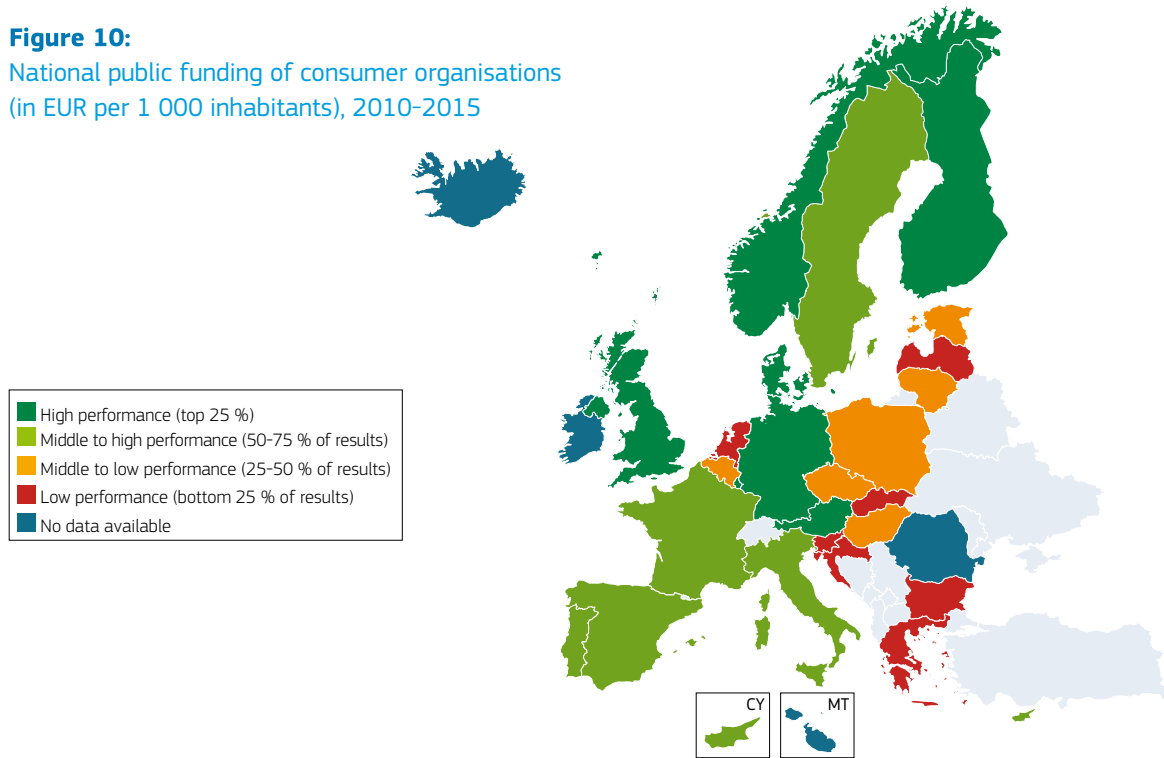 Figure 10:
National public funding of consumer organisations
(in EUR per 1 000 inhabitants), 2010-2015
High performance (top 25 %)
Middle to high performance (50-75 % of results)
Middle to low performance (25-50 % of results)
Low performance (bottom 25 % of results)
No data available
CY
MT